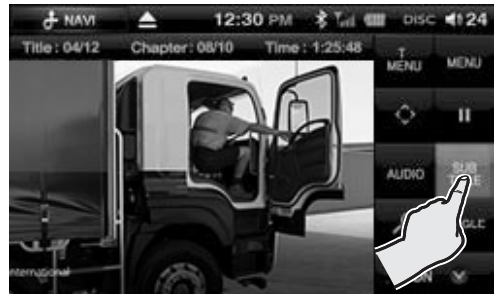 NAVI 12:30 PM DISC 24
Title : 04/12 Chapter : 08/10 Time : 1:25:48
T MENU
MENU
AUDIO
SUB
International